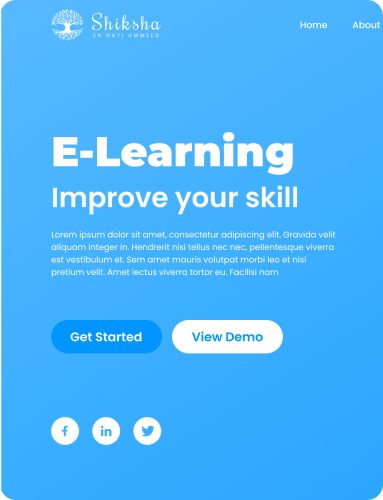 Shiksha
EK NAYI UMMEED
Home About
E-Learning
Improve your skill
Lorem ipsum dolor sit amet, consectetur adipiscing elit. Gravida velit
aliquam integer in. Hendrerit nisi tellus nec nec, pellentesque viverra
est vestibulum et. Sem amet mauris volutpat morbi leo et nisi
pretium velit. Amet lectus viverra tortor eu. Facilisi nam
Get Started View Demo
f in